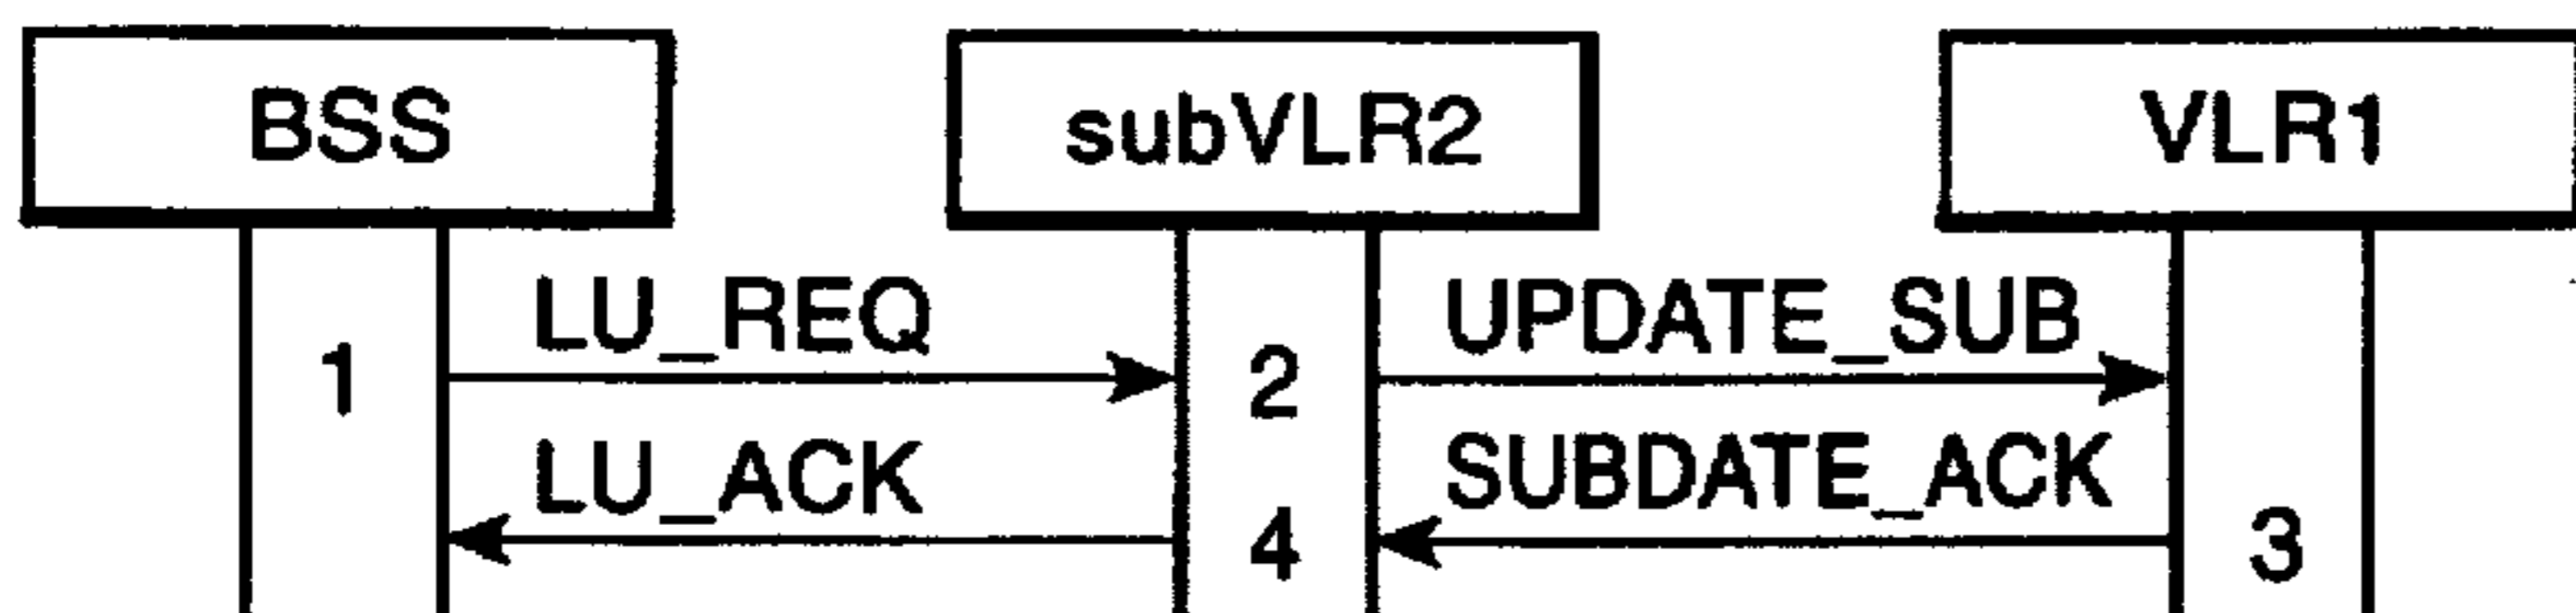 BSS subVLR2 VLR1
LU_REQ UPDATE_SUB
1 2
LU_ACK SUBDATE_ACK
4 3